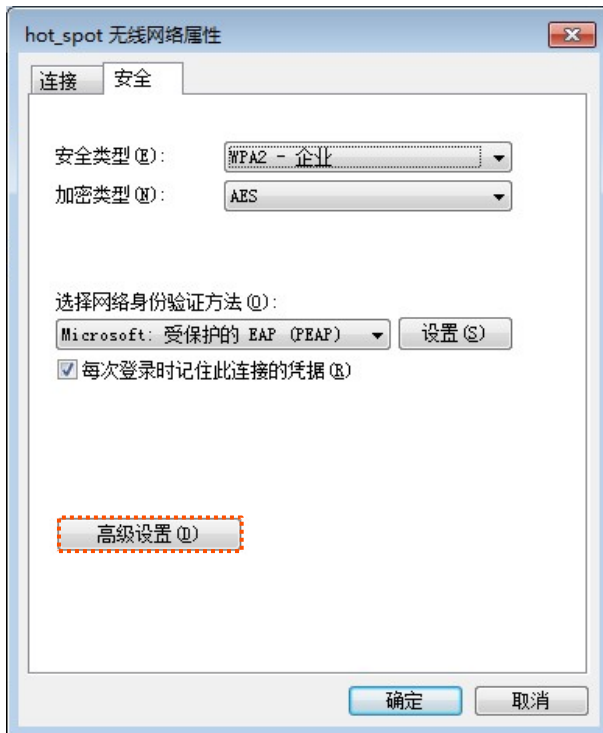 hot_spot 无线网络属性
连接 安全
安全类型(E): WPA2 - 企业
加密类型(N): AES
选择网络身份验证方法(O):
Microsoft: 受保护的 EAP (PEAP) 设置(S)
每次登录时记住此连接的凭据(R)
高级设置(D)
确定 取消